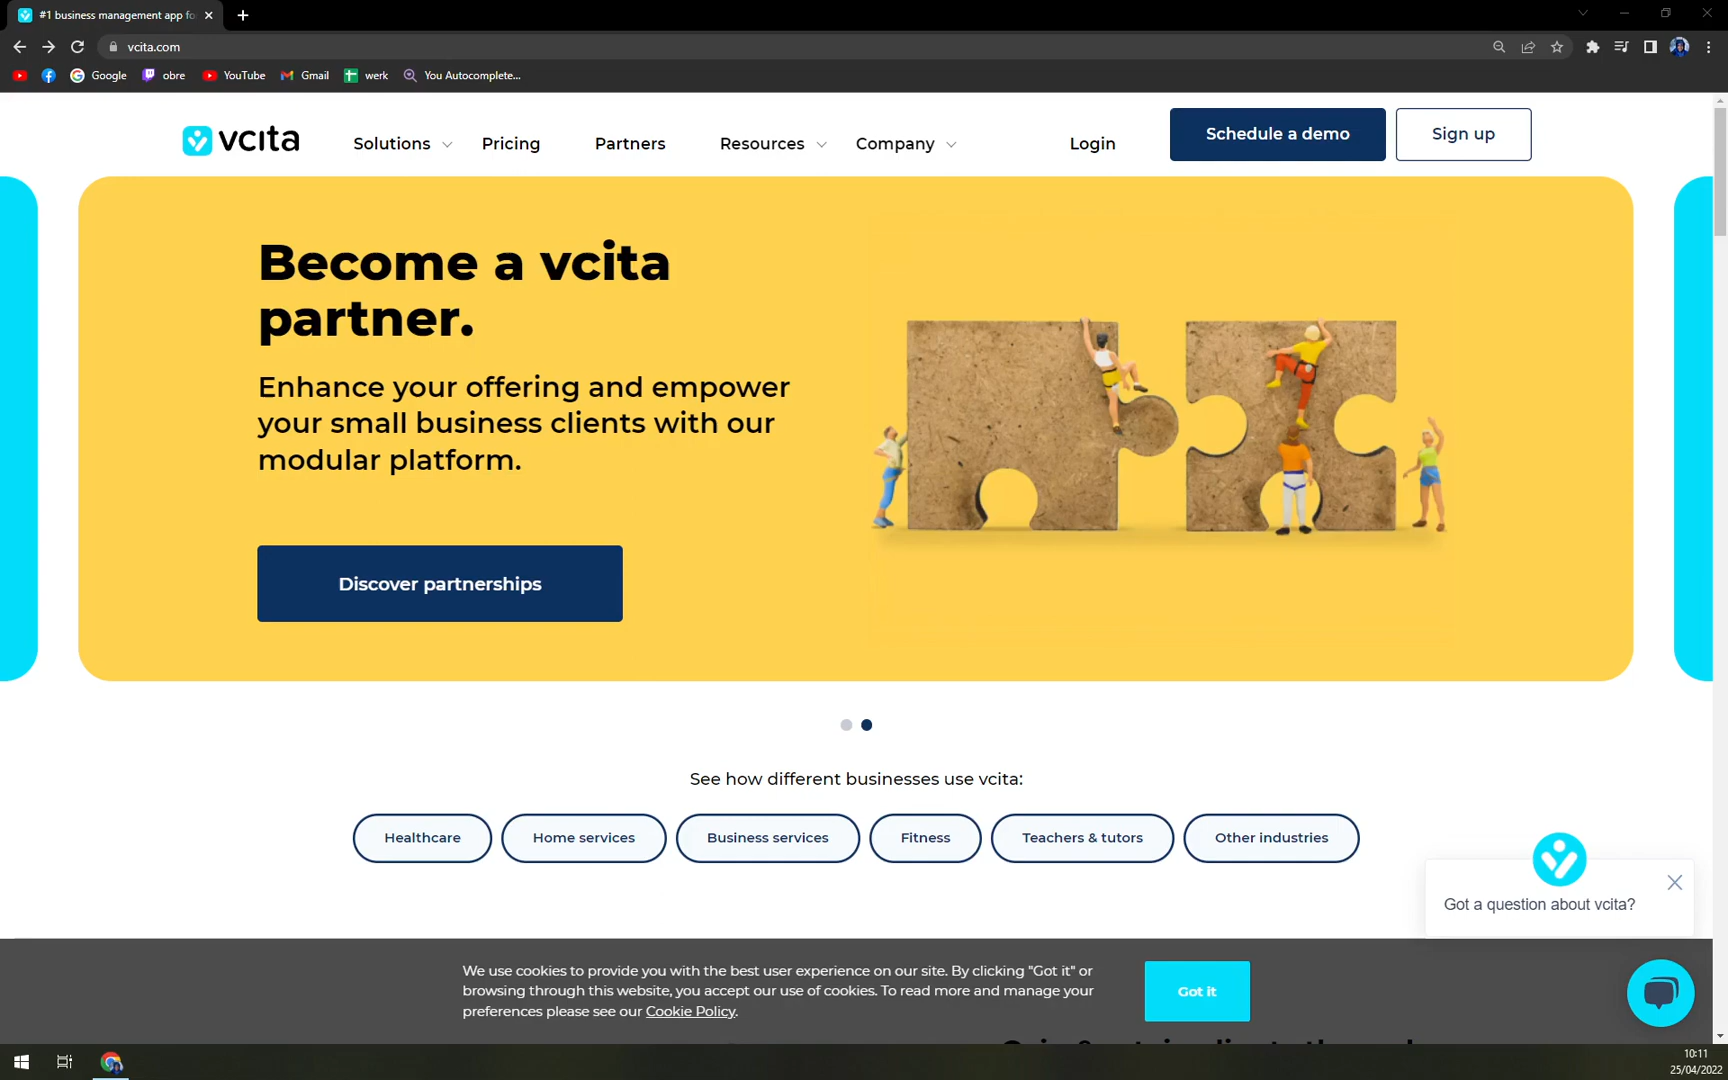 #1 business management app fo
vcita.com
Google
obre
YouTube
Gmail
werk
You Autocomplete...
vcita
Solutions
Pricing
Partners
Resources
Company
Login
Schedule a demo
Sign up
Become a vcita
partner.
Enhance your offering and empower
your small business clients with our
modular platform.
Discover partnerships
See how different businesses use vcita:
Healthcare
Home services
Business services
Fitness
Teachers & tutors
Other industries
Got a question about vcita?
We use cookies to provide you with the best user experience on our site. By clicking "Got it" or
browsing through this website, you accept our use of cookies. To read more and manage your
preferences please see our Cookie Policy.
Got it
10:11
25/04/2022